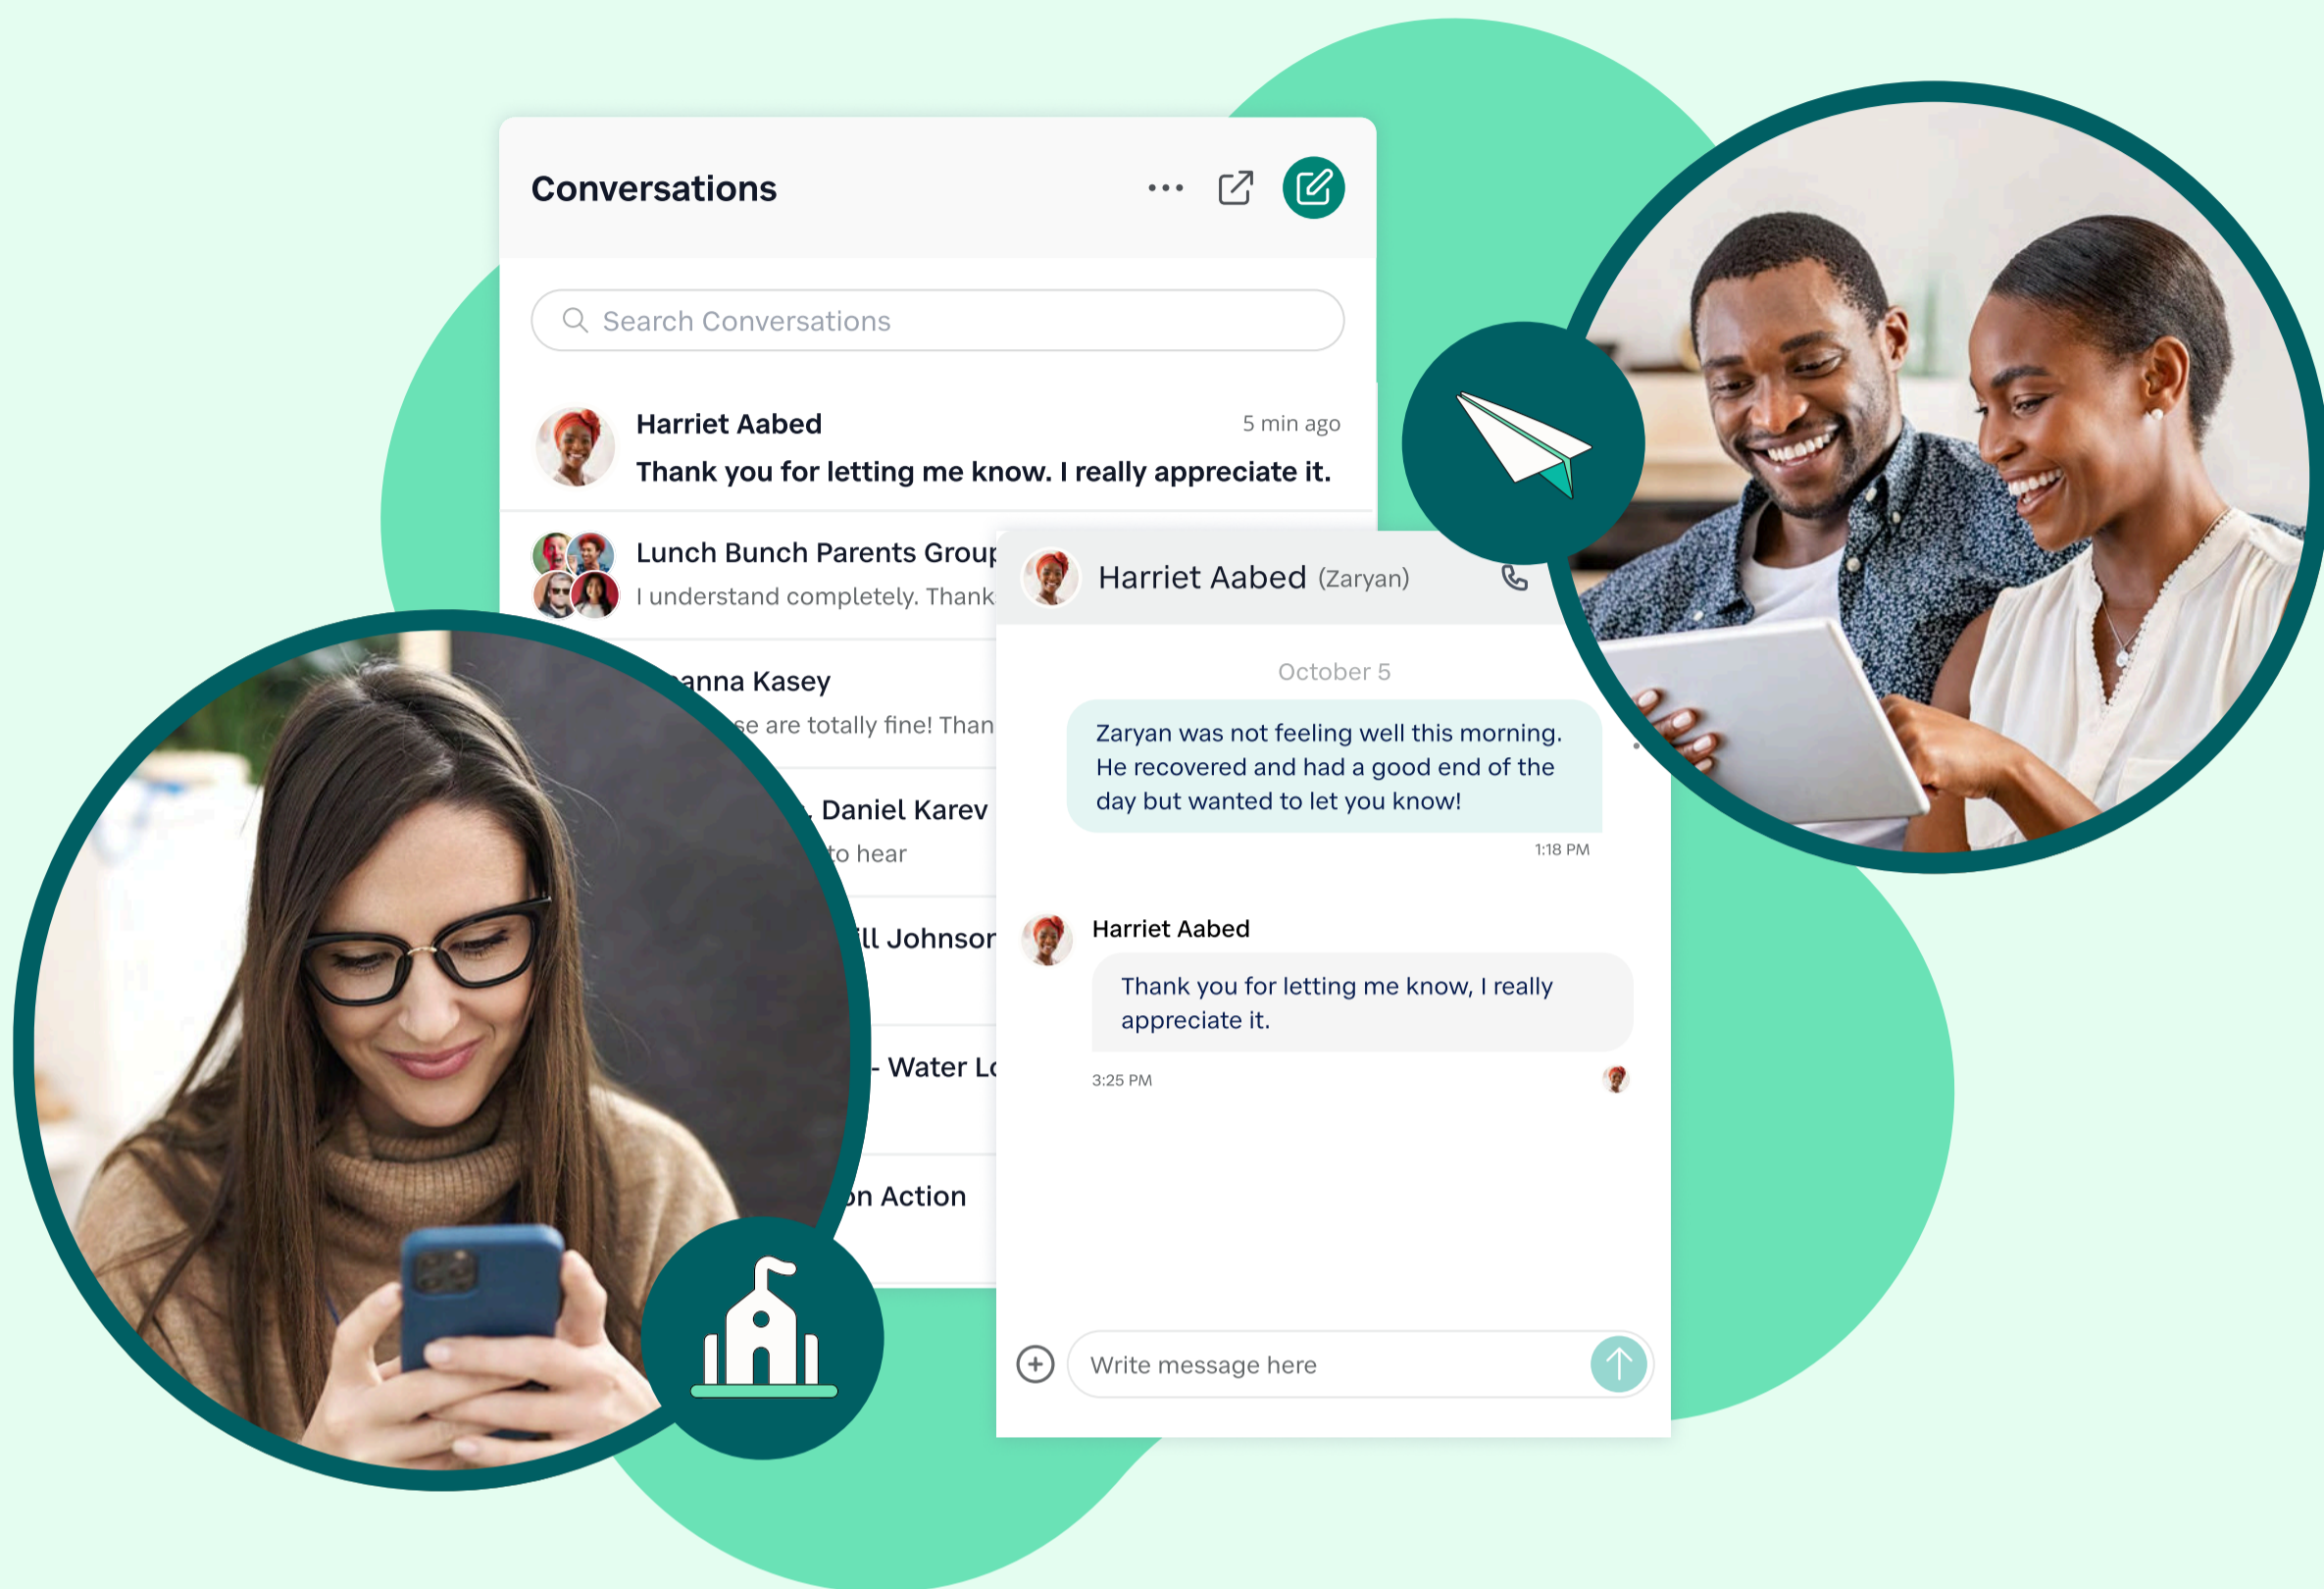 Conversations
Search Conversations
Harriet Aabed
5 min ago
Thank you for letting me know. I really appreciate it.
Lunch Bunch Parents Group
I understand completely. Thank
Kasey
are totally fine! Than
Daniel Karev
to hear
Johnson
- Water
Action
Harriet Aabed (Zaryan)
October 5
Zaryan was not feeling well this morning.
He recovered and had a good end of the
day but wanted to let you know!
1:18 PM
Harriet Aabed
Thank you for letting me know, I really
appreciate it.
3:25 PM
Write message here